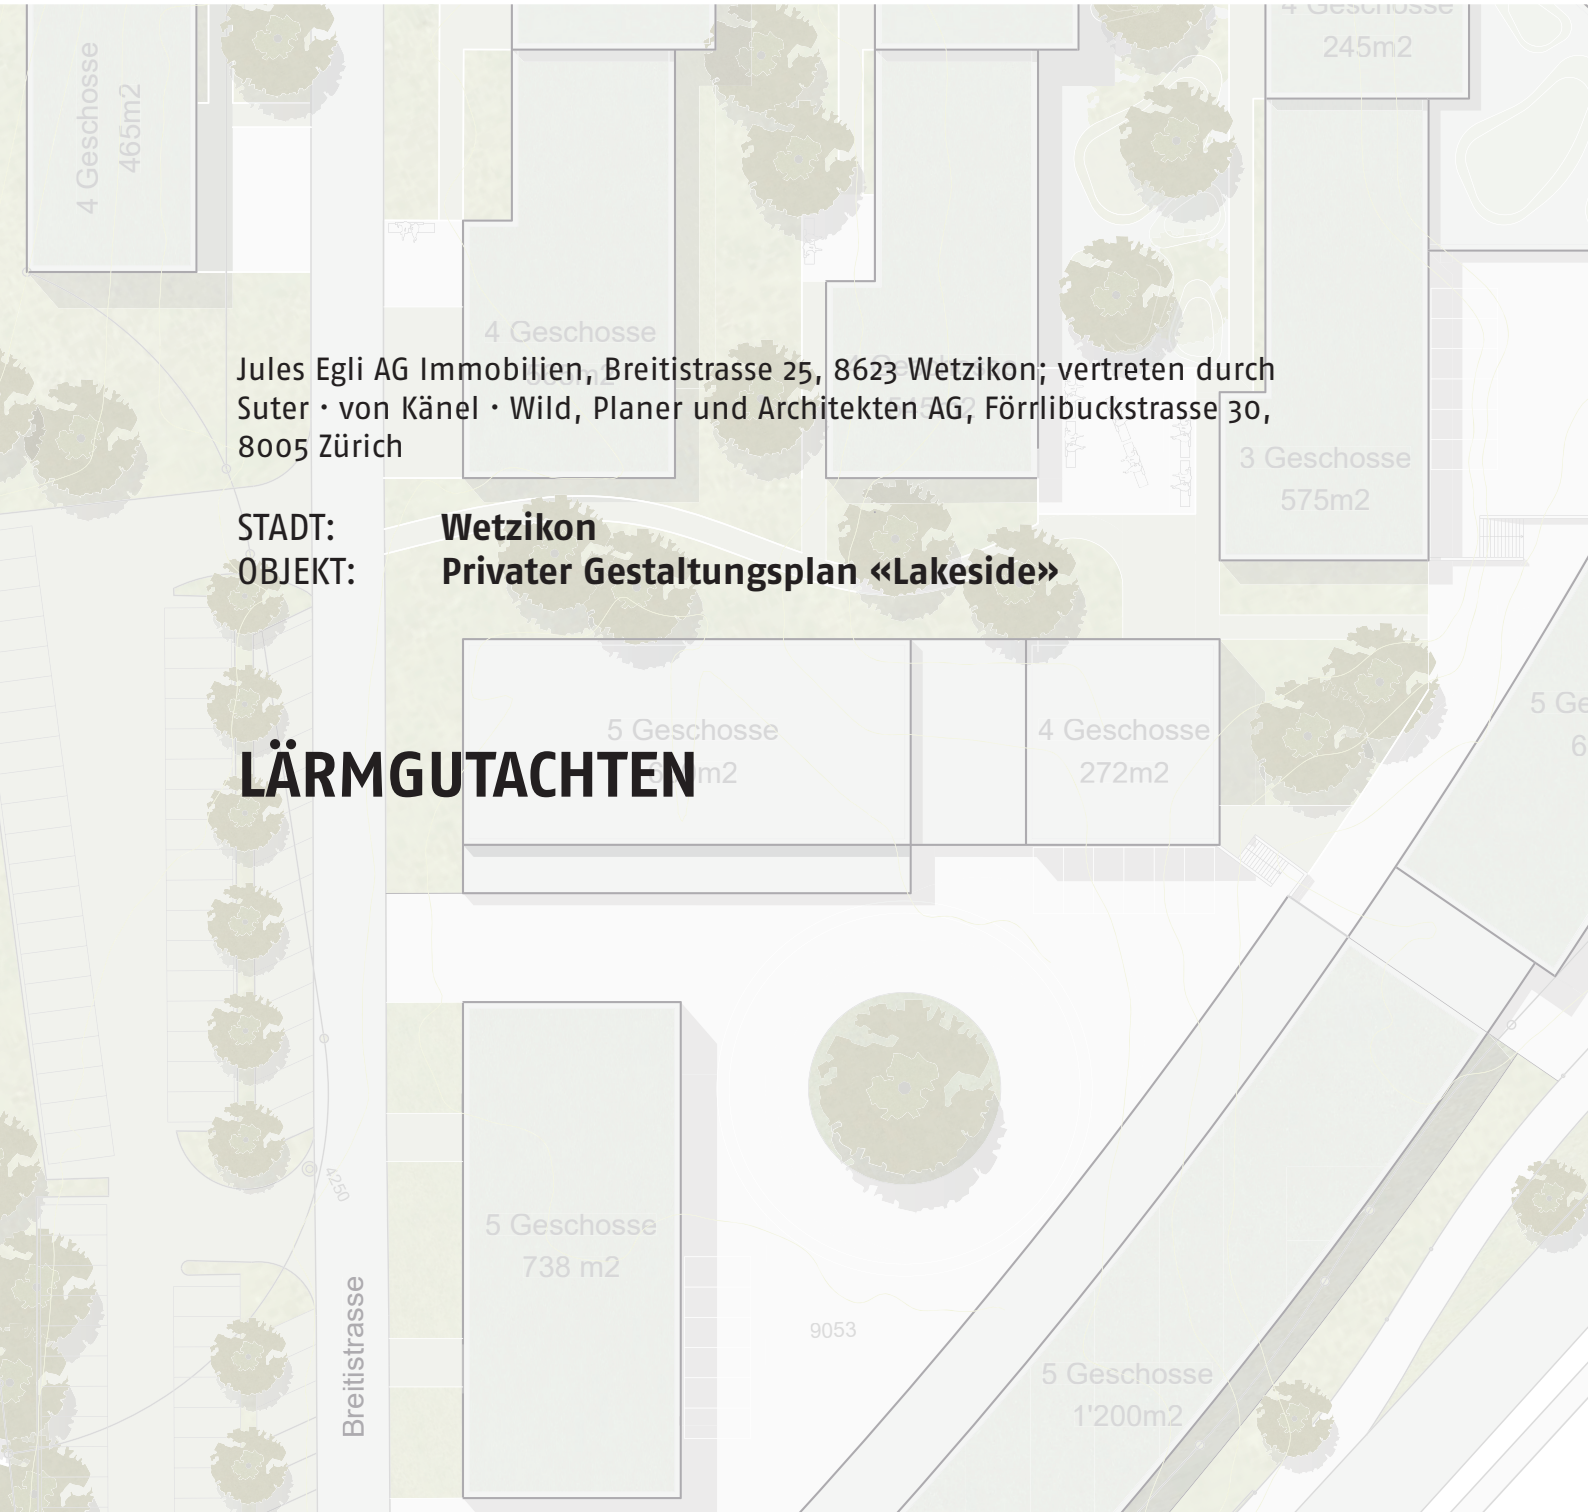 4 Geschosse
245m2
4 Geschosse
465m2
4 Geschosse
Jules Egli AG Immobilien, Breitistrasse 25, 8623 Wetzikon; vertreten durch
Suter · von Känel · Wild, Planer und Architekten AG, Förrlibuckstrasse 30,
8005 Zürich
3 Geschosse
575m2
STADT: Wetzikon
OBJEKT: Privater Gestaltungsplan «Lakeside»
5 Geschosse
4 Geschosse
272m2
LÄRMGUTACHTEN
4250
5 Geschosse
738 m2
Breitistrasse
9053
5 Geschosse
1'200m2